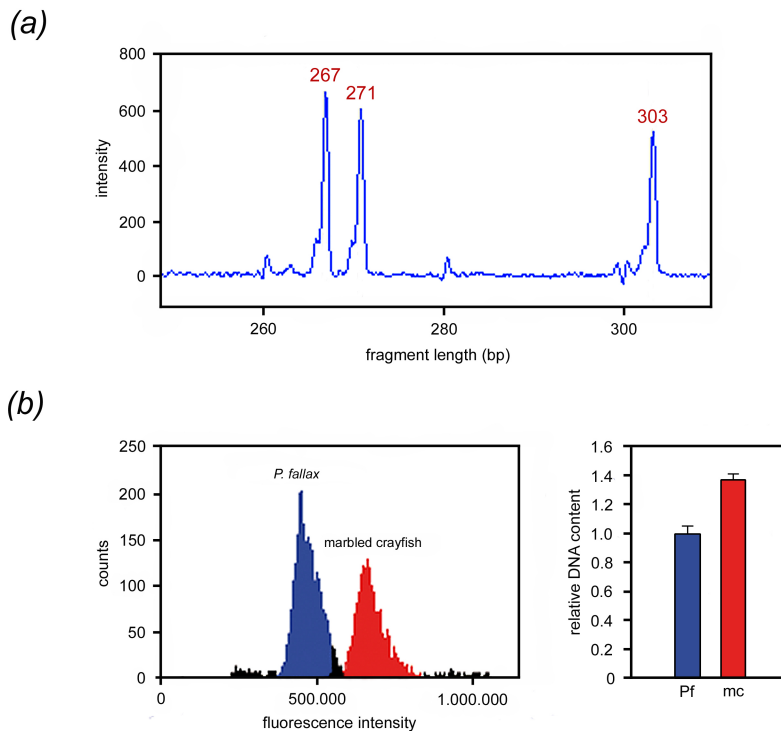 (a)
800
600
400
200
0
intensity
267
271
303
260
280
300
fragment length (bp)
(b)
250
200
150
100
50
0
counts
P. fallax
marbled crayfish
0
500.000
1.000.000
fluorescence intensity
1.6
1.4
1.0
0.8
0.6
0.4
0.2
0
relative DNA content
Pf
mc